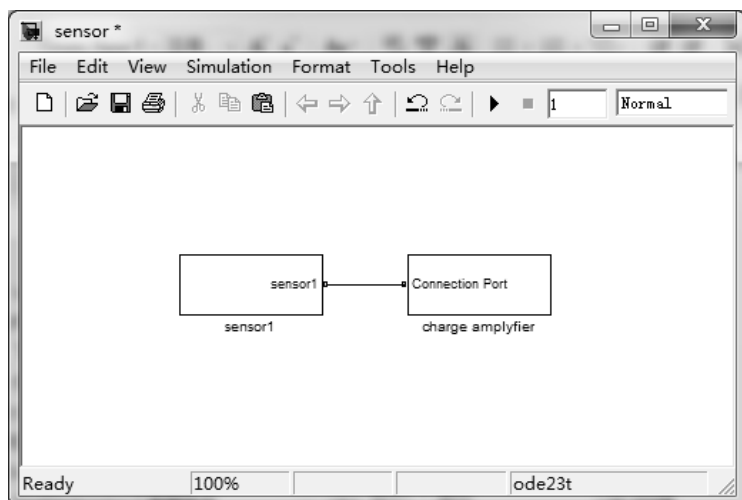 sensor *
File Edit View Simulation Format Tools Help
1 Normal
sensor1 Connection Port
sensor1 charge amplyfier
Ready 100% ode23t